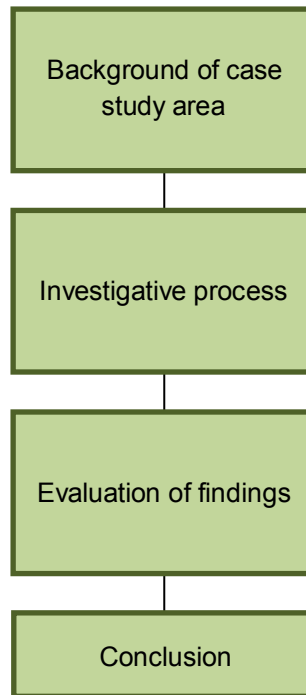 Background of case
study area
Investigative process
Evaluation of findings
Conclusion